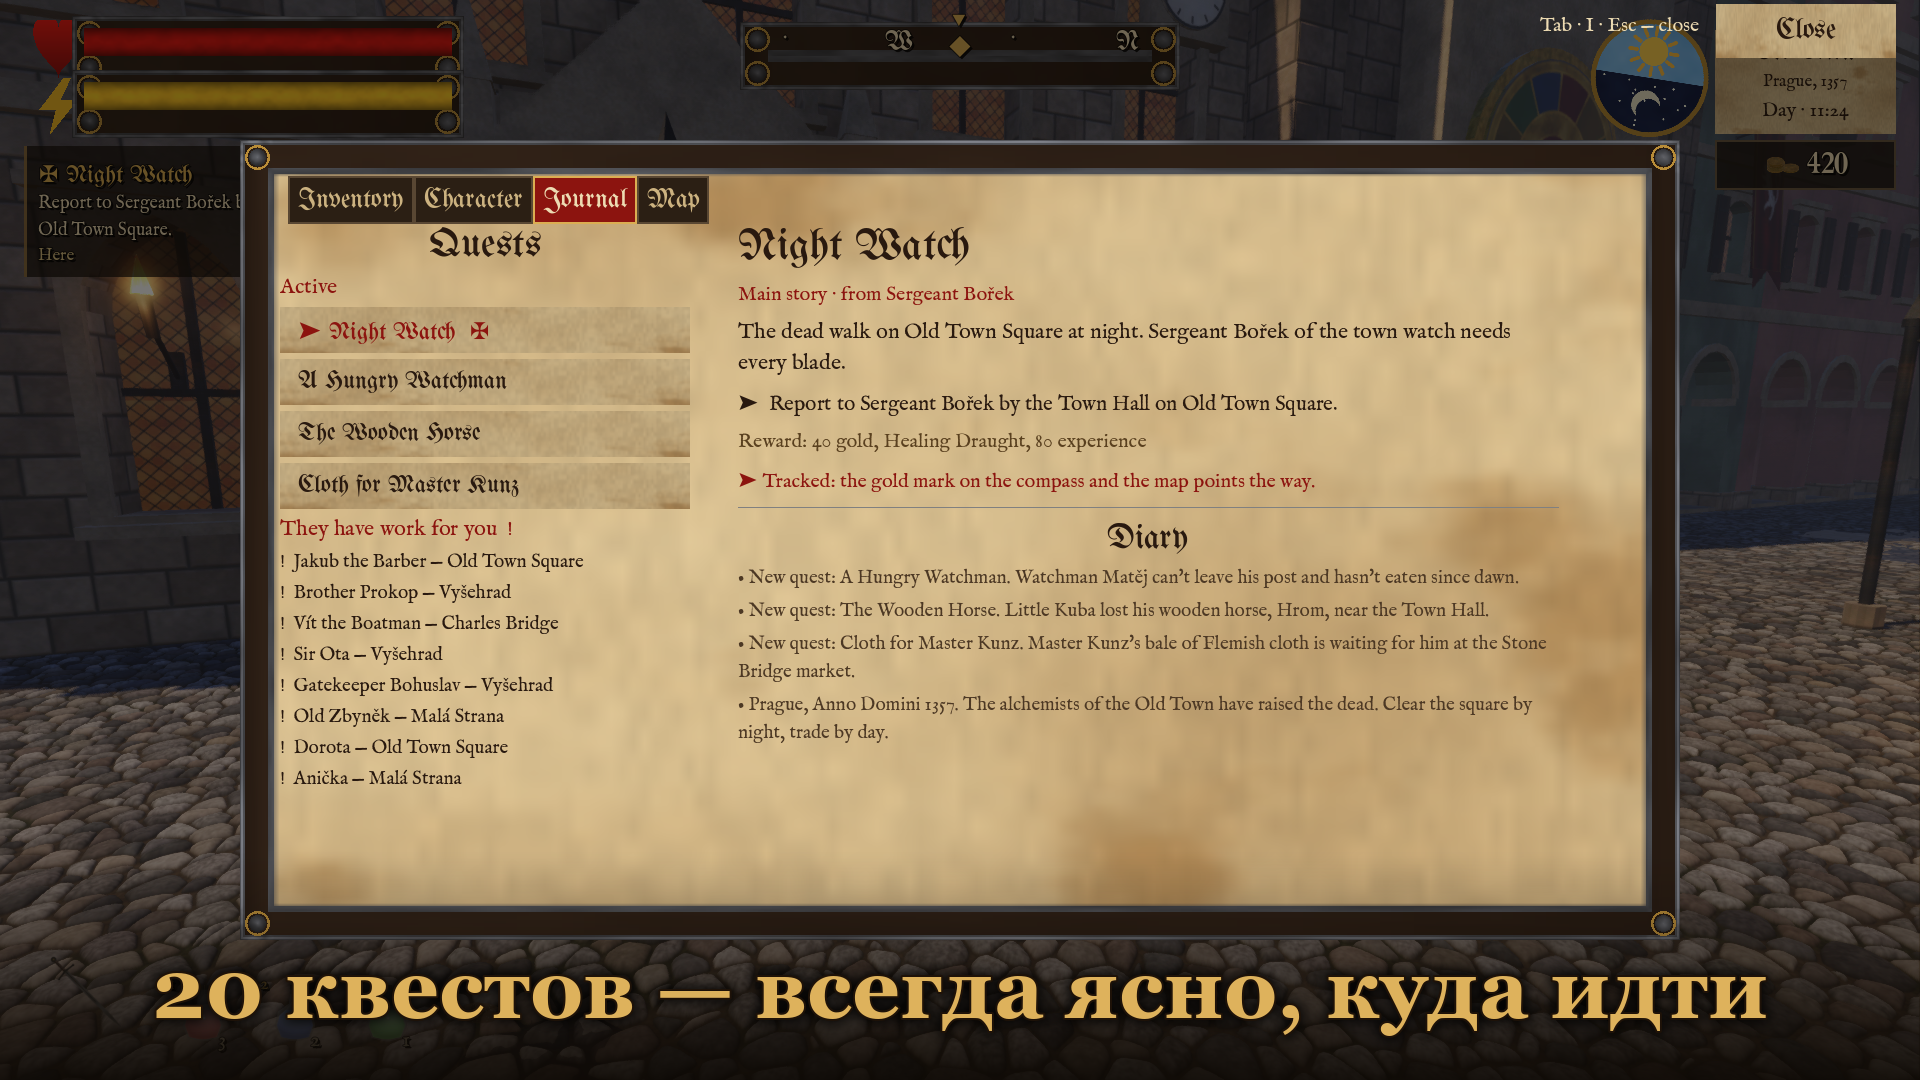 W
N
Tab · I · Esc – close
Close
Prague, 1357
Day · 11:24
420
✠ Night Watch
Report to Sergeant Bořek b
Old Town Square.
Here
Inventory
Character
Journal
Map
Quests
Active
➤ Night Watch ✠
A Hungry Watchman
The Wooden Horse
Cloth for Master Kunz
They have work for you !
! Jakub the Barber – Old Town Square
! Brother Prokop – Vyšehrad
! Vít the Boatman – Charles Bridge
! Sir Ota – Vyšehrad
! Gatekeeper Bohuslav – Vyšehrad
! Old Zbyněk – Malá Strana
! Dorota – Old Town Square
! Anička – Malá Strana
Night Watch
Main story · from Sergeant Bořek
The dead walk on Old Town Square at night. Sergeant Bořek of the town watch needs
every blade.
➤ Report to Sergeant Bořek by the Town Hall on Old Town Square.
Reward: 40 gold, Healing Draught, 80 experience
➤ Tracked: the gold mark on the compass and the map points the way.
Diary
• New quest: A Hungry Watchman. Watchman Matěj can’t leave his post and hasn’t eaten since dawn.
• New quest: The Wooden Horse. Little Kuba lost his wooden horse, Hrom, near the Town Hall.
• New quest: Cloth for Master Kunz. Master Kunz’s bale of Flemish cloth is waiting for him at the Stone
Bridge market.
• Prague, Anno Domini 1357. The alchemists of the Old Town have raised the dead. Clear the square by
night, trade by day.
20 квестов — всегда ясно, куда идти
3
2
1